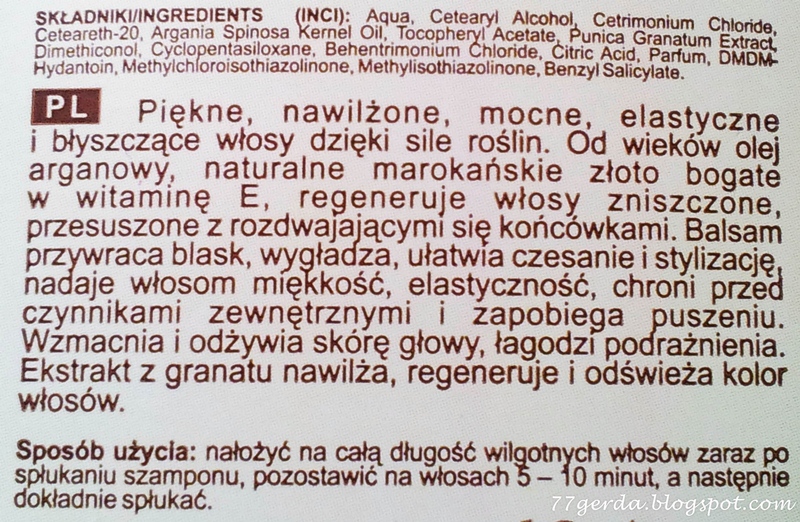 SKŁADNIKI/INGREDIENTS (INCI): Aqua, Cetearyl Alcohol, Cetrimonium Chloride,
Ceteareth-20, Argania Spinosa Kernel Oil, Tocopheryl Acetate, Punica Granatum Extract,
Dimethiconol, Cyclopentasiloxane, Behentrimonium Chloride, Citric Acid, Parfum, DMDM-
Hydantoin, Methylchloroisothiazolinone, Methylisothiazolinone, Benzyl Salicylate.
PL Piękne, nawilżone, mocne, elastyczne
i błyszczące włosy dzięki sile roślin. Od wieków olej
arganowy, naturalne marokańskie złoto bogate
w witaminę E, regeneruje włosy zniszczone,
przesuszone z rozdwajającymi się końcówkami. Balsam
przywraca blask, wygładza, ułatwia czesanie i stylizację,
nadaje włosom miękkość, elastyczność, chroni przed
czynnikami zewnętrznymi i zapobiega puszeniu.
Wzmacnia i odżywia skórę głowy, łagodzi podrażnienia.
Ekstrakt z granatu nawilża, regeneruje i odświeża kolor
włosów.
Sposób użycia: nałożyć na całą długość wilgotnych włosów zaraz po
spłukaniu szamponu, pozostawić na włosach 5 – 10 minut, a następnie
dokładnie spłukać.
77gerda.blogspot.com